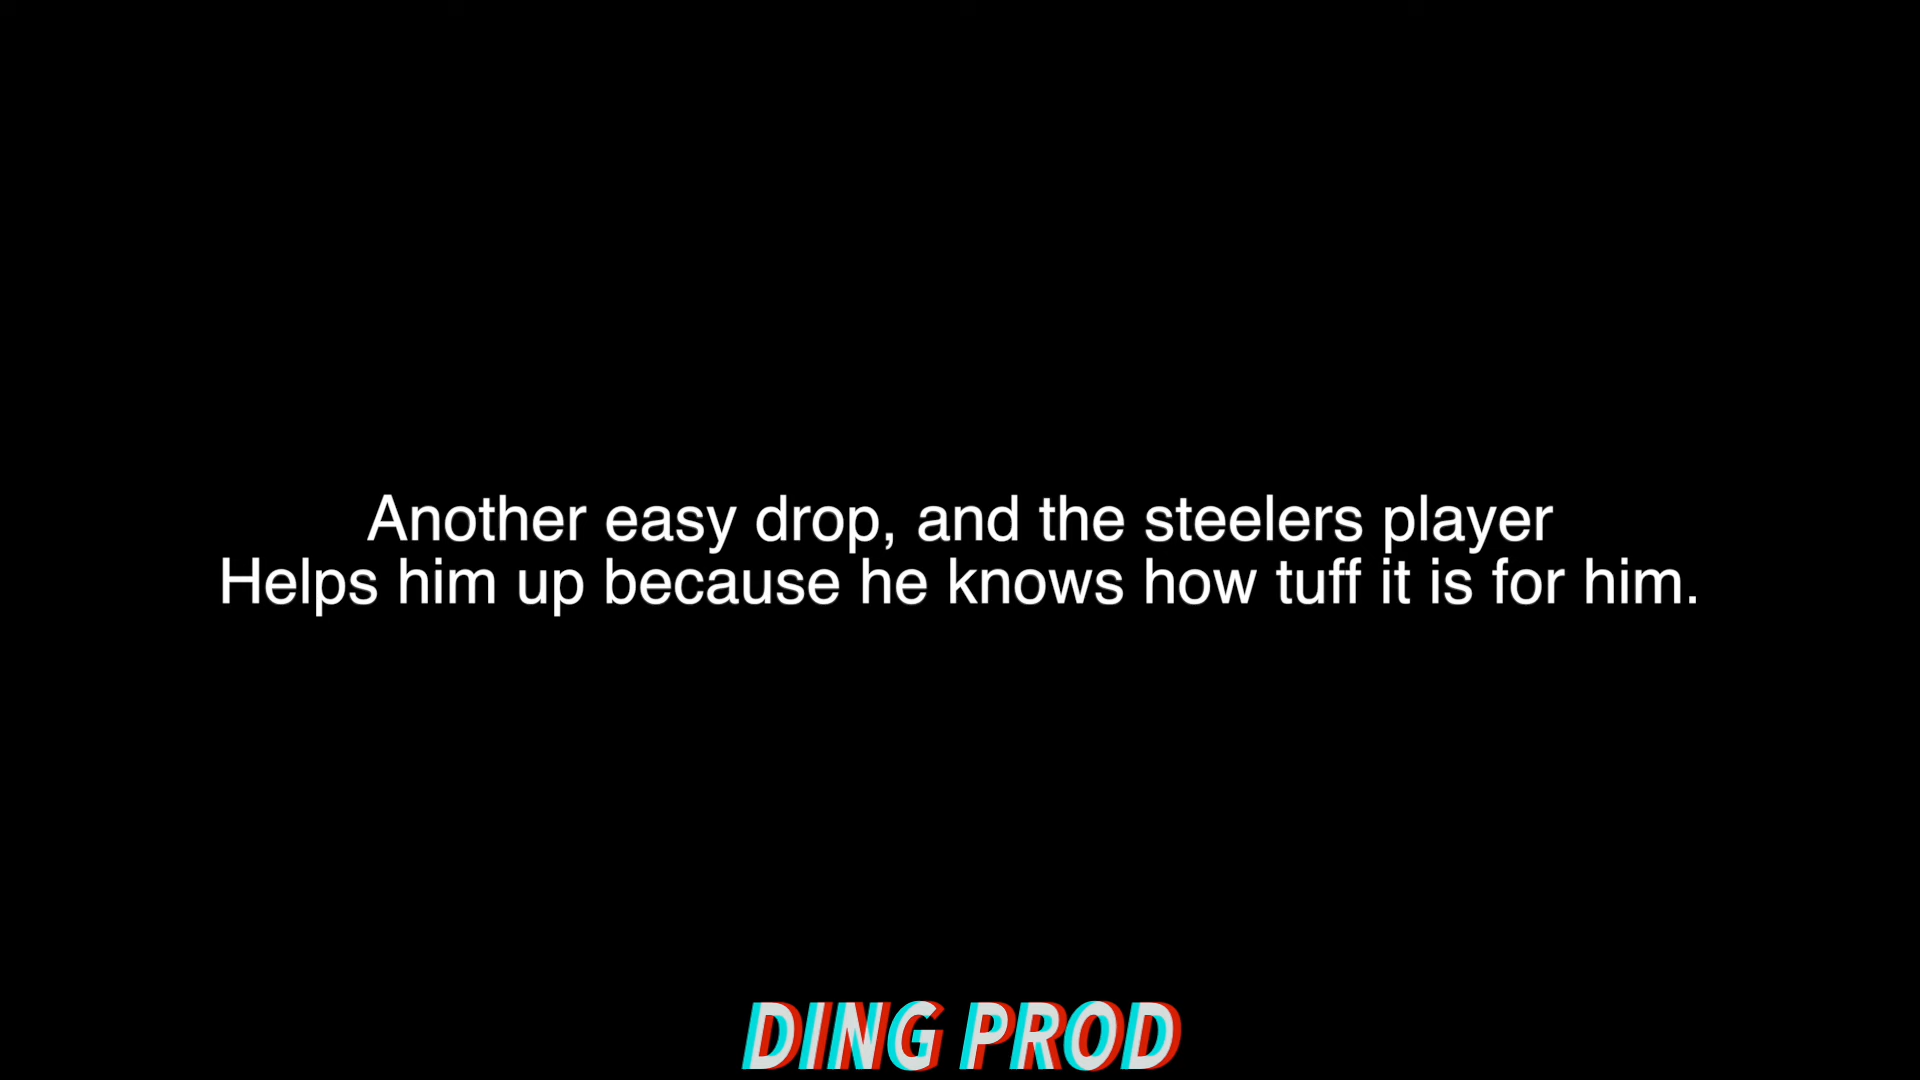 Another easy drop, and the steelers player
Helps him up because he knows how tuff it is for him.
DING PROD